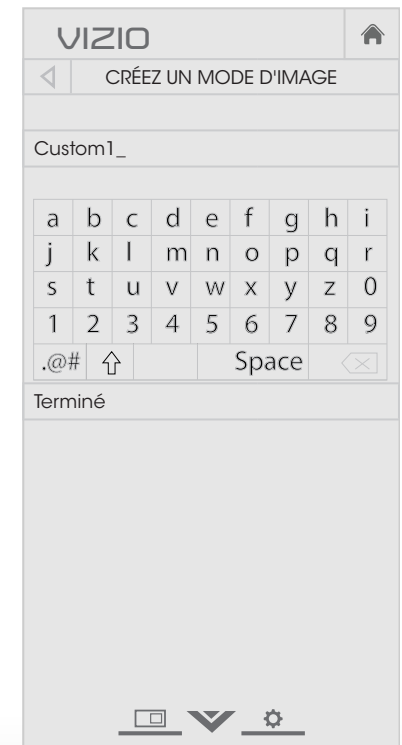 VIZIO
CRÉEZ UN MODE D'IMAGE
Custom1_
a b c d e f g h i
j k l m n o p q r
s t u v w x y z 0
1 2 3 4 5 6 7 8 9
.@# Space
Terminé